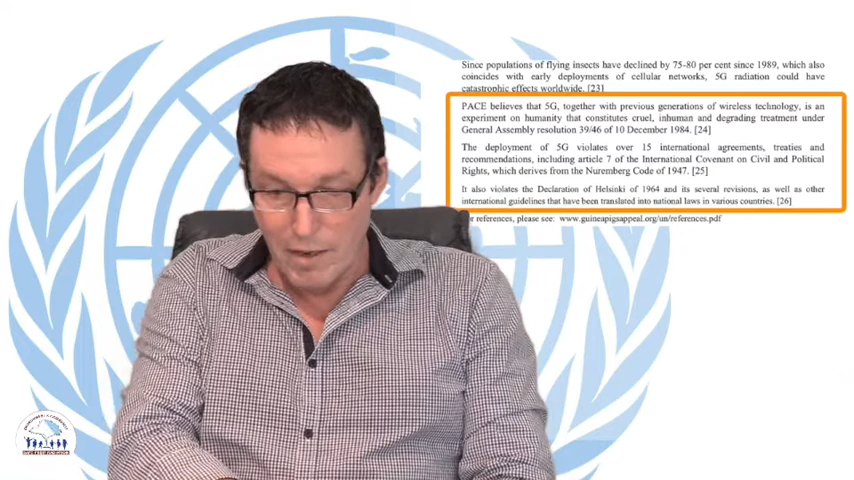 Since populations of flying insects have declined by 75-80 per cent since 1989, which also
coincides with early deployments of cellular networks, 5G radiation could have
catastrophic effects worldwide. [23]
PACE believes that 5G, together with previous generations of wireless technology, is an
experiment on humanity that constitutes cruel, inhuman and degrading treatment under
General Assembly resolution 39/46 of 10 December 1984. [24]
The deployment of 5G violates over 15 international agreements, treaties and
recommendations, including article 7 of the International Covenant on Civil and Political
Rights, which derives from the Nuremberg Code of 1947. [25]
It also violates the Declaration of Helsinki of 1964 and its several revisions, as well as other
international guidelines that have been translated into national laws in various countries. [26]
or references, please see: www.guineapigsappeal.org/un/references.pdf